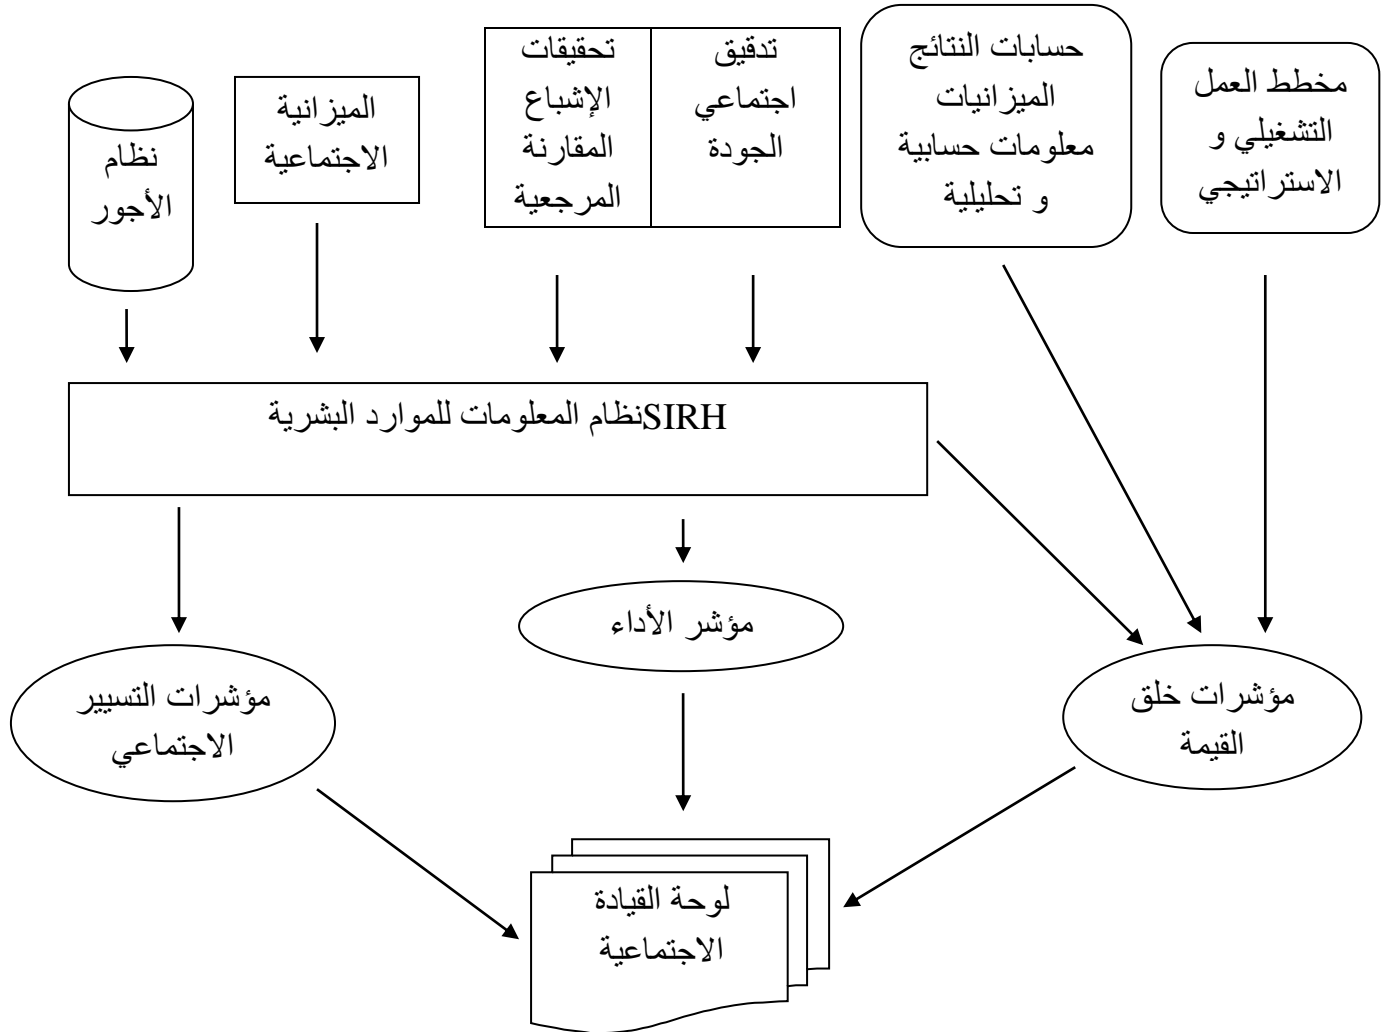 مخطط العمل
التشغيلي و
الاستراتيجي
حسابات النتائج
الميزانيات
معلومات حسابية
و تحليلية
تدقيق
اجتماعي
الجودة
تحقيقات
الإشباع
المقارنة
المرجعية
الميزانية
الاجتماعية
نظام
الأجور
SIRHنظام المعلومات للموارد البشرية
مؤشر الأداء
مؤشرات خلق
القيمة
مؤشرات التسيير
الاجتماعي
لوحة القيادة
الاجتماعية